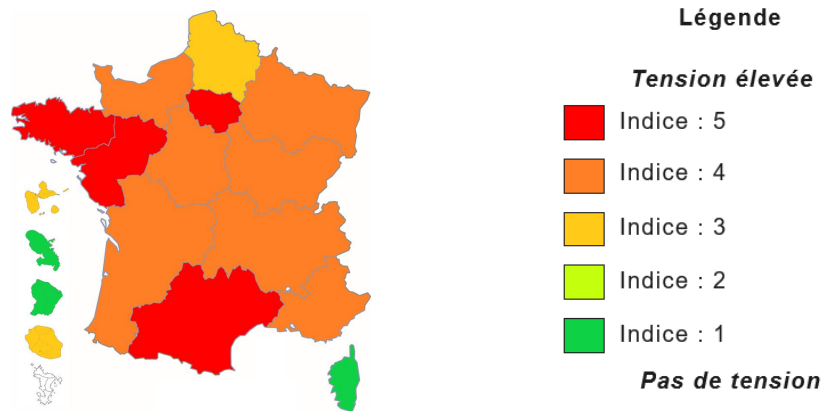 Légende
Tension élevée
Indice : 5
Indice : 4
Indice : 3
Indice : 2
Indice : 1
Pas de tension